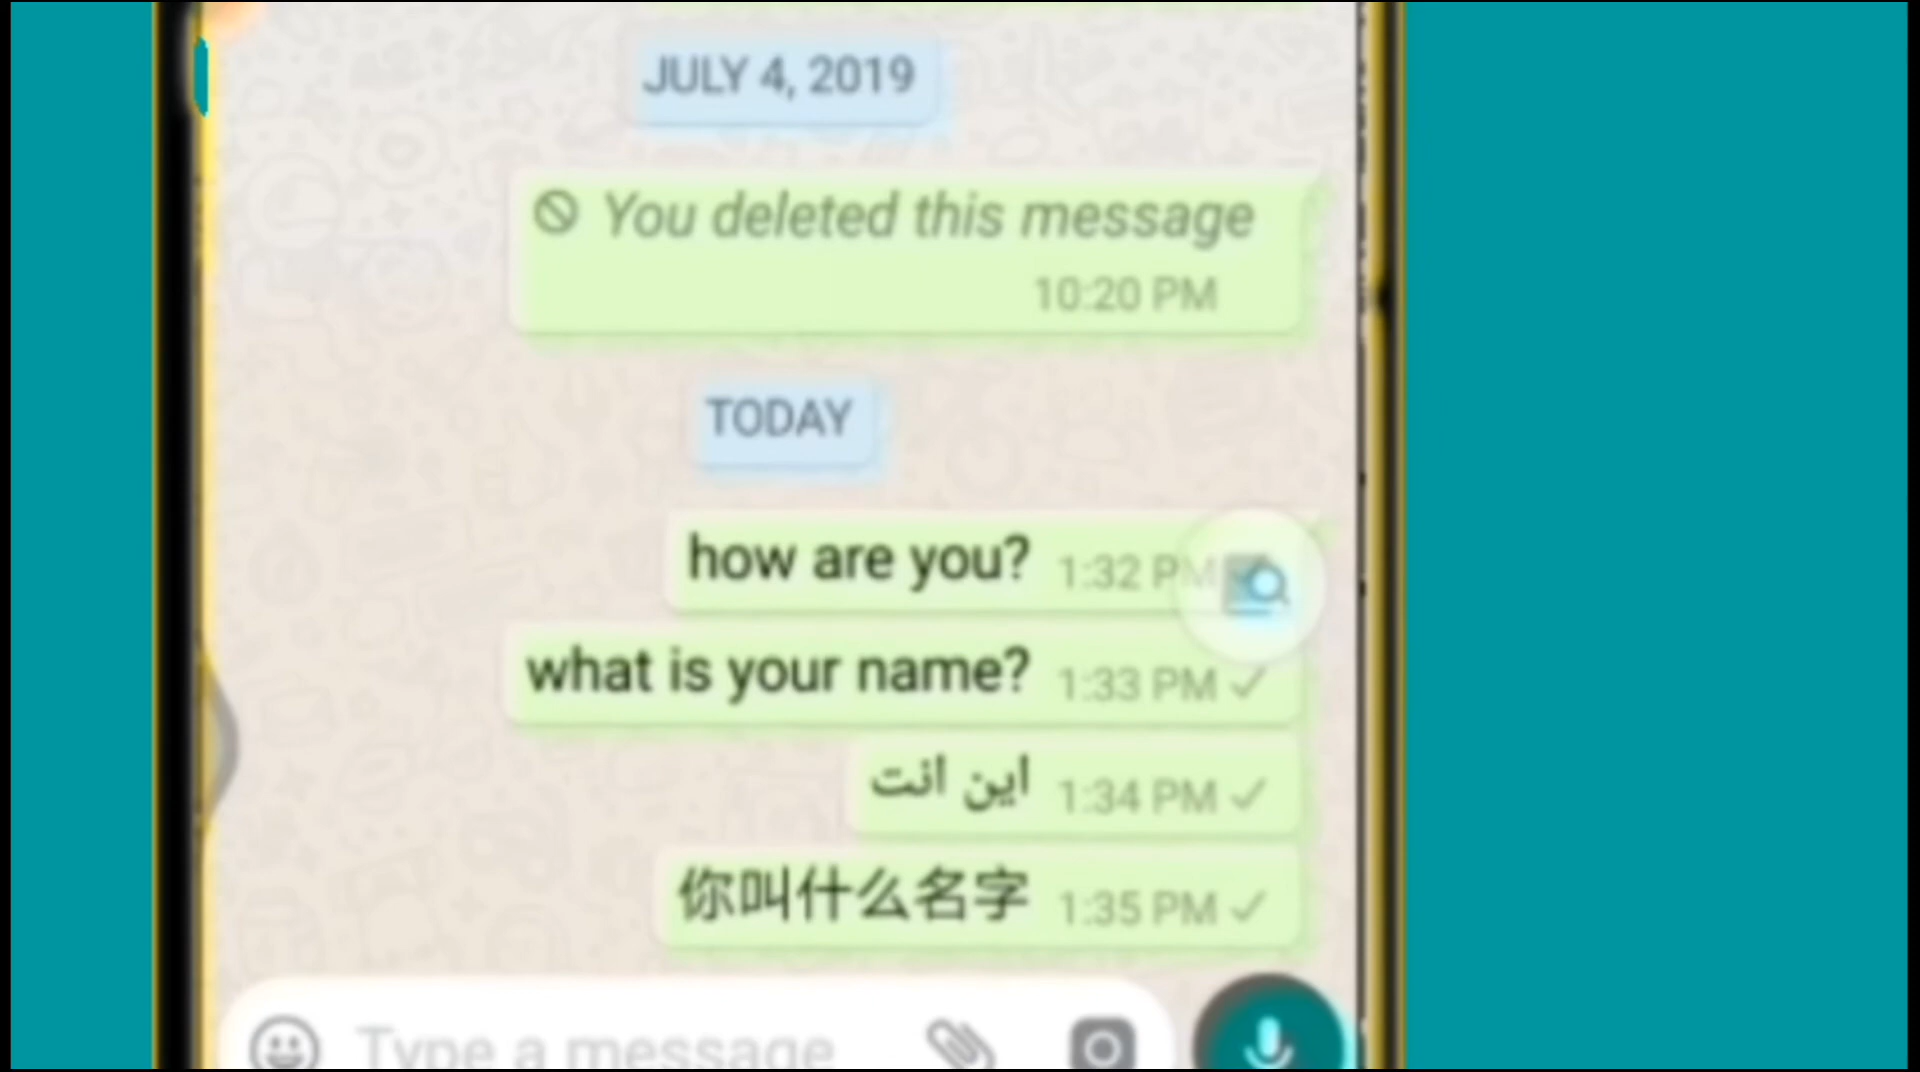 JULY 4, 2019
You deleted this message
10:20 PM
TODAY
how are you? 1:32 PM
what is your name? 1:33 PM
اين انت 1:34 PM
你叫什么名字 1:35 PM
Type a message